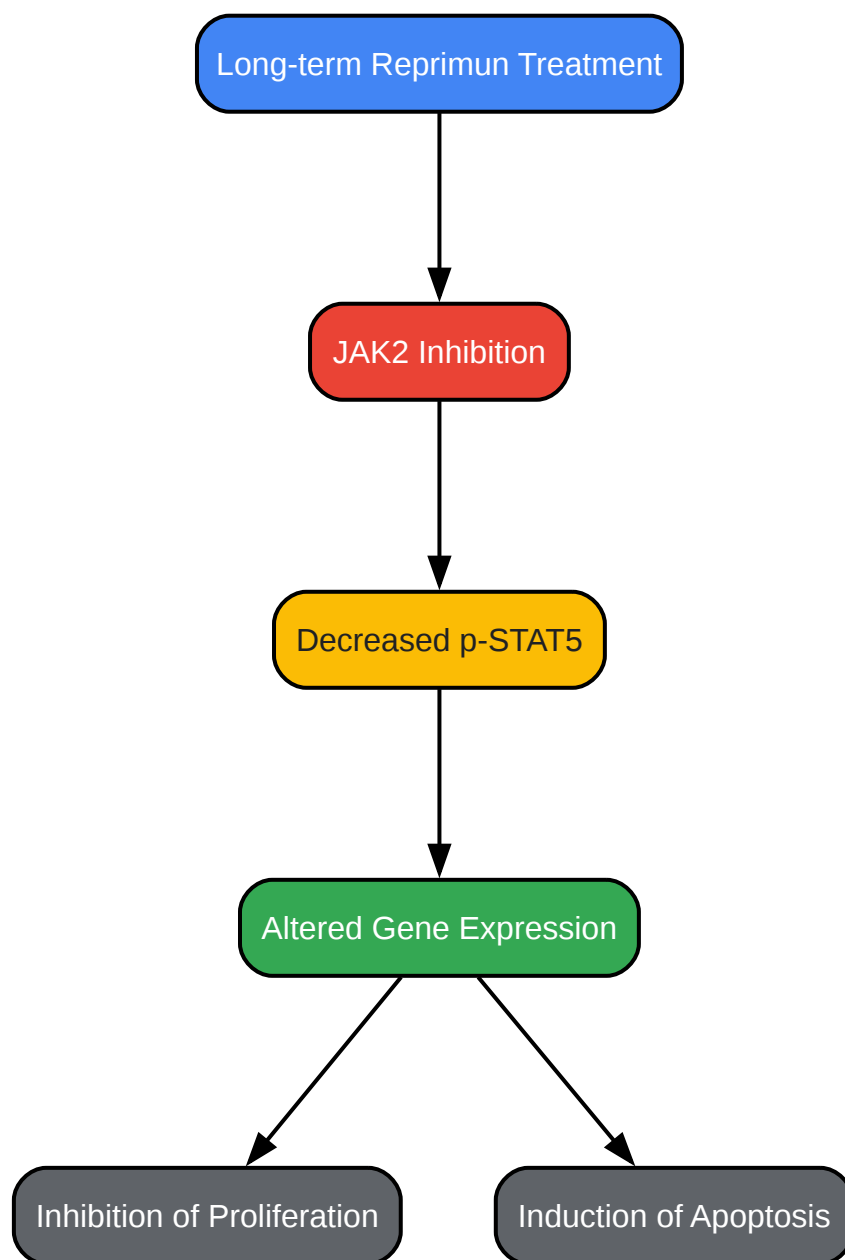 Long-term Reprimun Treatment
JAK2 Inhibition
Decreased p-STAT5
Altered Gene Expression
Inhibition of Proliferation
Induction of Apoptosis